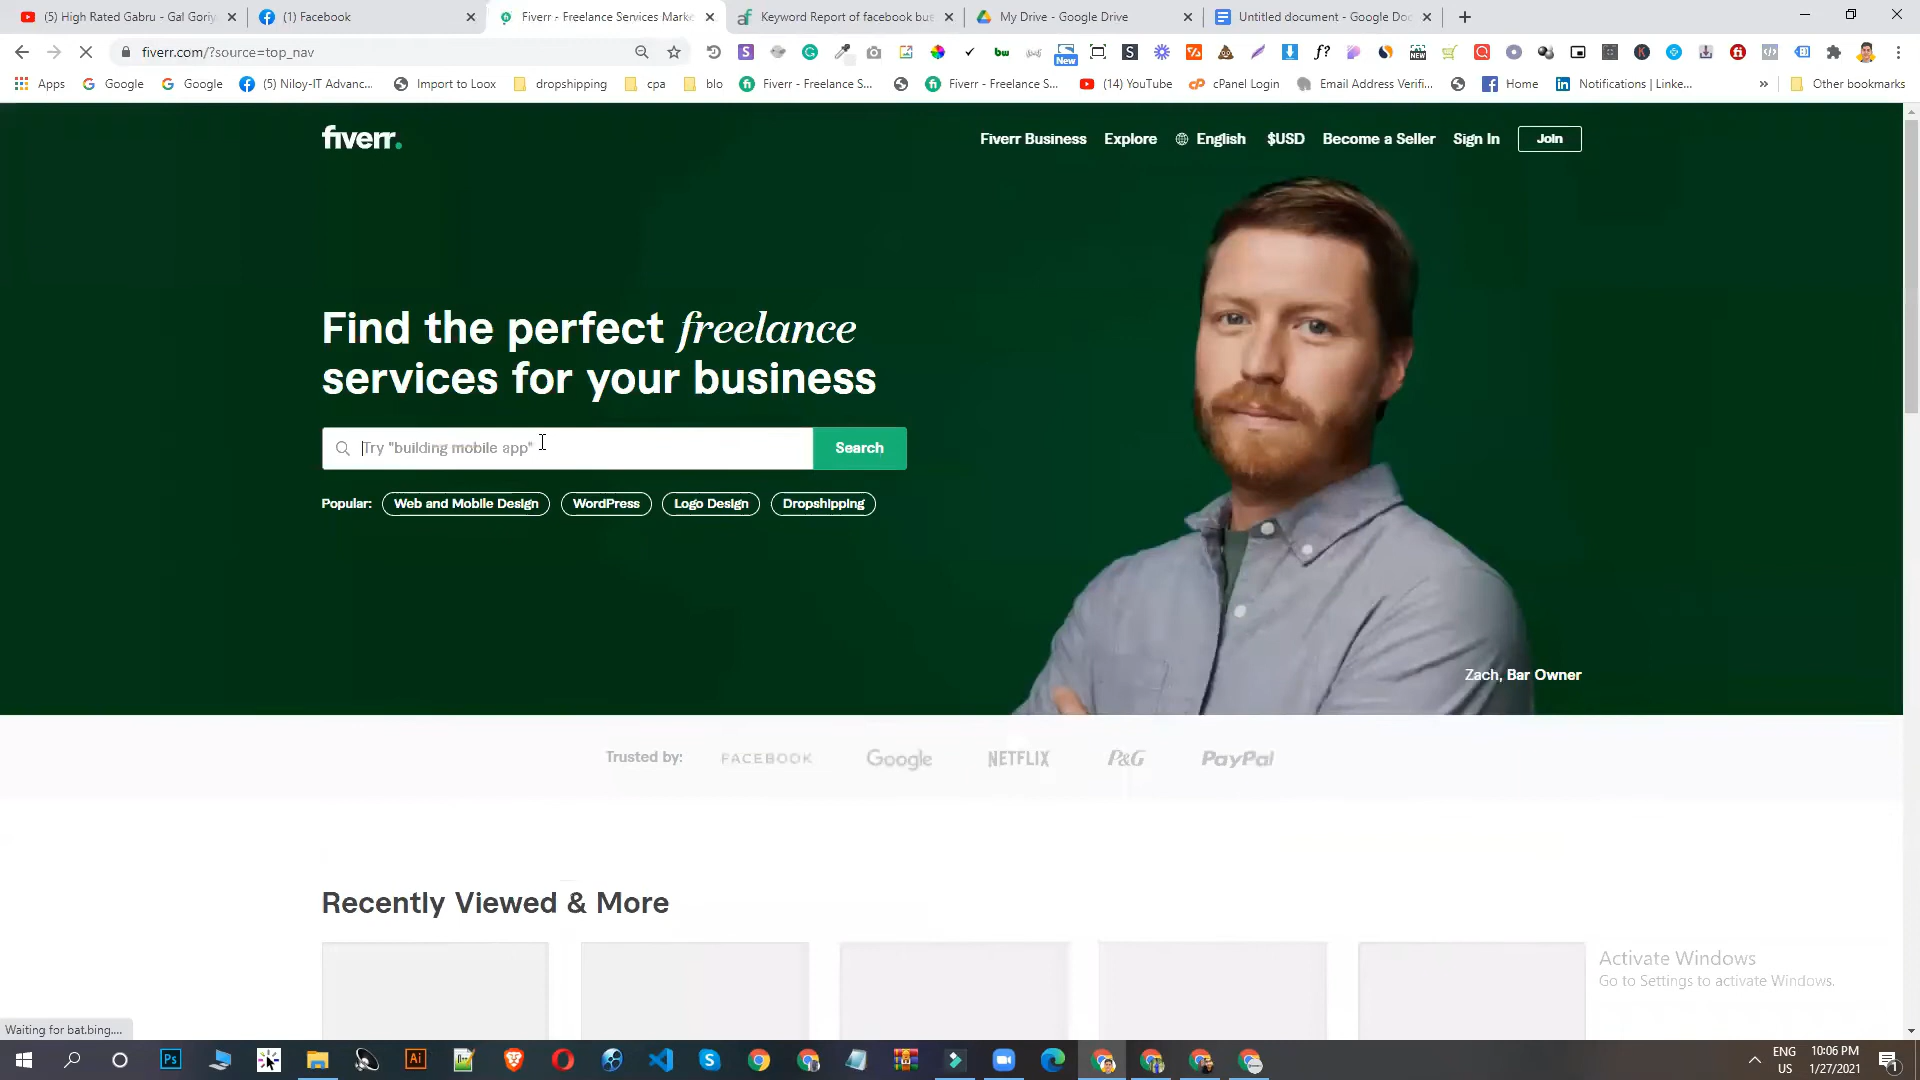 (5) High Rated Gabru - Gal Goriy
(1) Facebook
Fiverr - Freelance Services Mark
Keyword Report of facebook bus
My Drive - Google Drive
Untitled document - Google Doc
fiverr.com/?source=top_nav
New
Apps
Google
Google
(5) Niloy-IT Advanc...
Import to Loox
dropshipping
cpa
blo
Fiverr - Freelance S...
Fiverr - Freelance S...
(14) YouTube
cPanel Login
Email Address Verifi...
Home
Notifications | Linke...
»
Other bookmarks
fiverr.
Fiverr Business
Explore
English
$USD
Become a Seller
Sign In
Join
Find the perfect freelance
services for your business
Try "building mobile app"
Search
Popular:
Web and Mobile Design
WordPress
Logo Design
Dropshipping
Zach, Bar Owner
Trusted by:
FACEBOOK
Google
NETFLIX
P&G
PayPal
Recently Viewed & More
Activate Windows
Go to Settings to activate Windows.
Waiting for bat.bing....
Ps
Ai
ENG
US
10:06 PM
1/27/2021